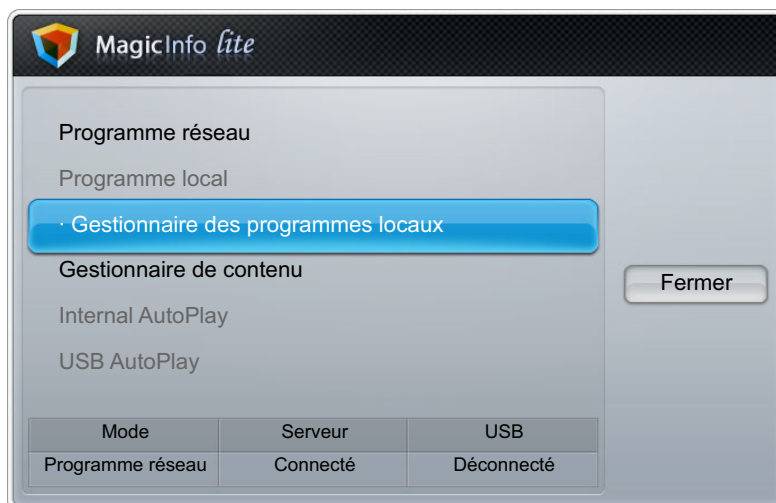 MagicInfo lite
Programme réseau
Programme local
· Gestionnaire des programmes locaux
Gestionnaire de contenu
Internal AutoPlay
USB AutoPlay
Fermer
Mode Serveur USB
Programme réseau Connecté Déconnecté